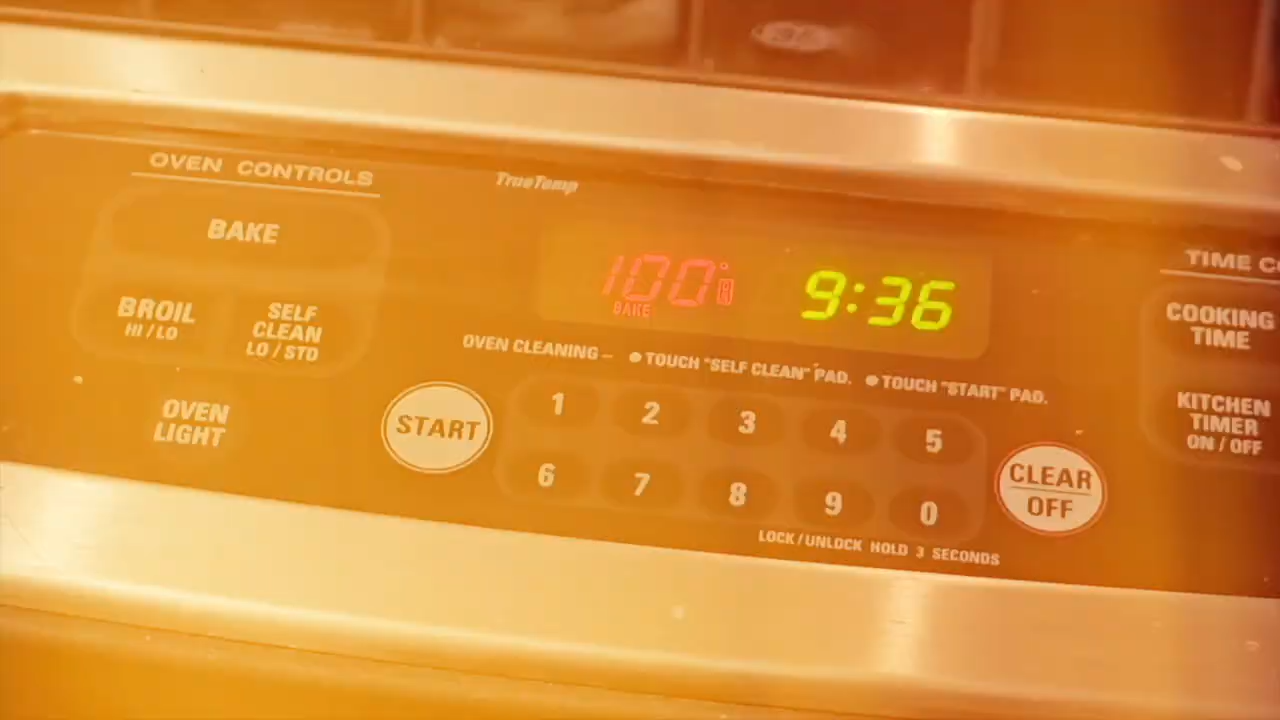 OVEN CONTROLS
TrueTemp
BAKE
BROIL
HI / LO
SELF
CLEAN
LO / STD
OVEN
LIGHT
START
100°
BAKE
9:36
OVEN CLEANING – ● TOUCH "SELF CLEAN" PAD. ● TOUCH "START" PAD.
1 2 3 4 5
6 7 8 9 0
LOCK / UNLOCK HOLD 3 SECONDS
CLEAR
OFF
TIME
COOKING
TIME
KITCHEN
TIMER
ON / OFF